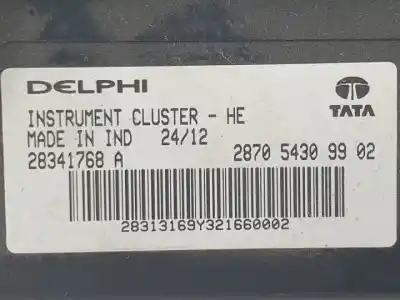 DELPHI
TATA
INSTRUMENT CLUSTER - HE
MADE IN IND 24/12
28341768 A 2870 5430 99 02
28313169Y321660002